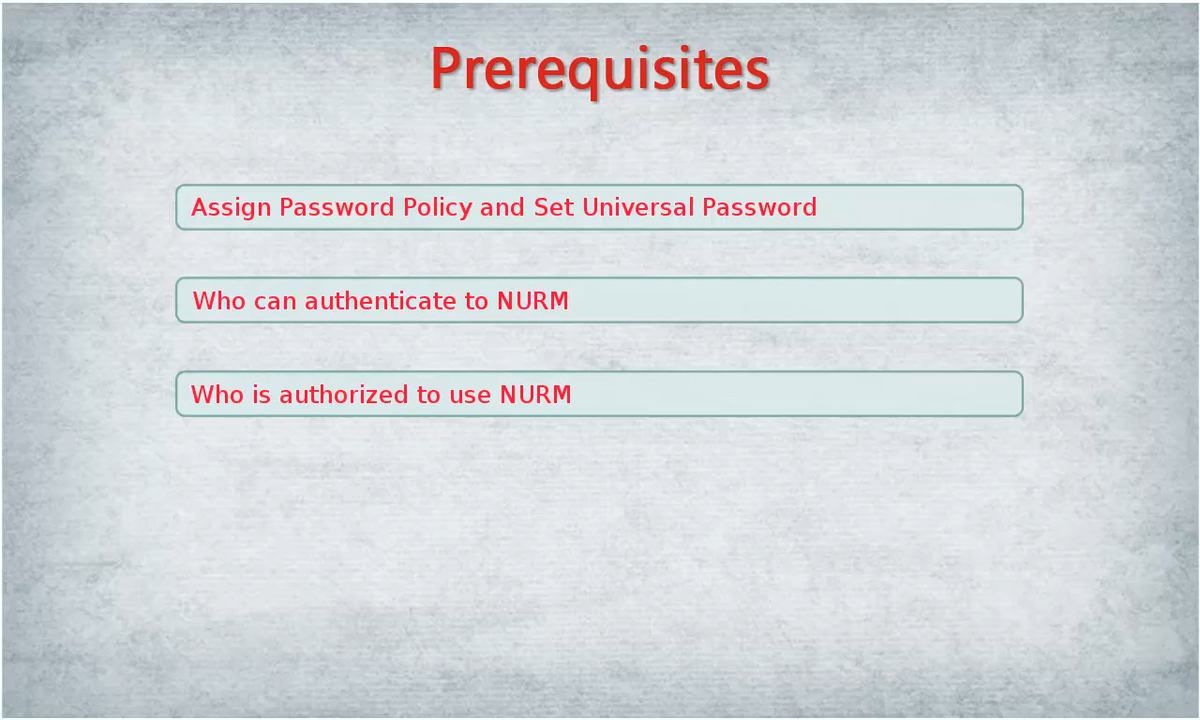 Prerequisites
Assign Password Policy and Set Universal Password
Who can authenticate to NURM
Who is authorized to use NURM